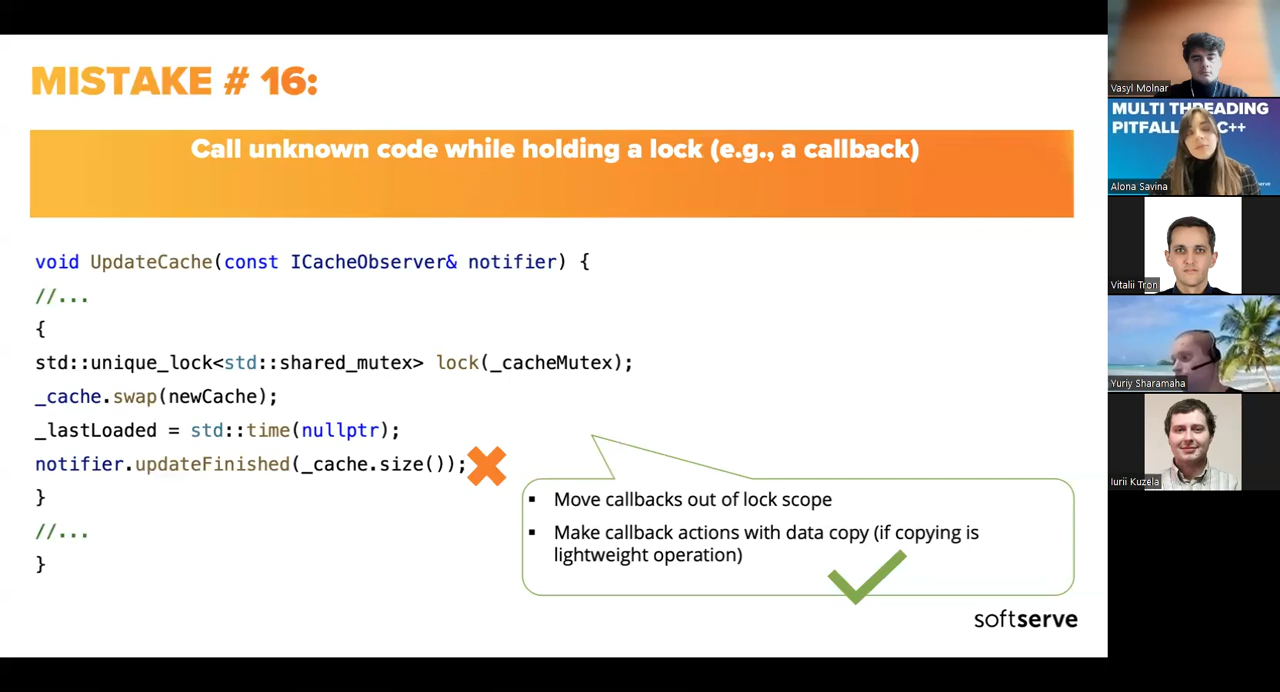 MISTAKE # 16:
Call unknown code while holding a lock (e.g., a callback)
void UpdateCache(const ICacheObserver& notifier) {
//...
{
std::unique_lock<std::shared_mutex> lock(_cacheMutex);
_cache.swap(newCache);
_lastLoaded = std::time(nullptr);
notifier.updateFinished(_cache.size());
}
//...
}
▪ Move callbacks out of lock scope
▪ Make callback actions with data copy (if copying is
lightweight operation)
softserve
Vasyl Molnar
MULTI THREADING
PITFALL C++
Alona Savina
Vitalii Tron
Yuriy Sharamaha
Iurii Kuzela